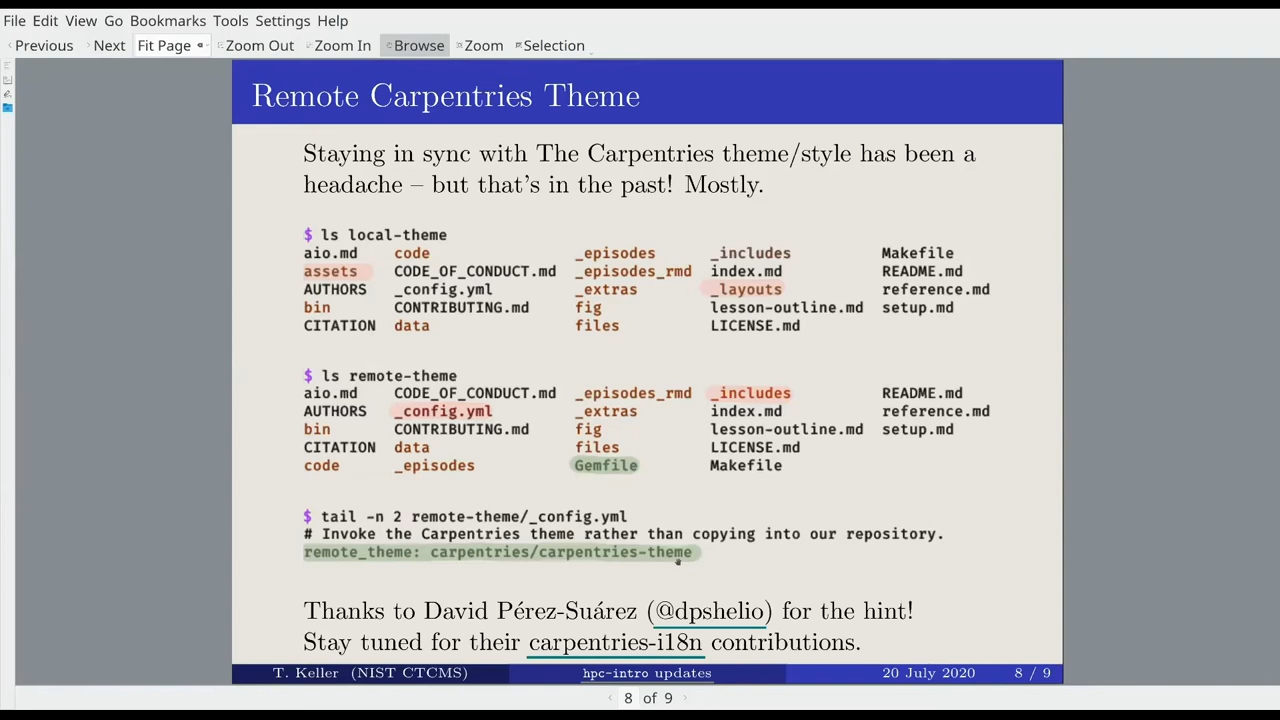 File Edit View Go Bookmarks Tools Settings Help
Previous Next Fit Page Zoom Out Zoom In Browse Zoom Selection
Remote Carpentries Theme
Staying in sync with The Carpentries theme/style has been a
headache – but that's in the past! Mostly.
$ ls local-theme
aio.md code _episodes _includes Makefile
assets CODE_OF_CONDUCT.md _episodes_rmd index.md README.md
AUTHORS _config.yml _extras _layouts reference.md
bin CONTRIBUTING.md fig lesson-outline.md setup.md
CITATION data files LICENSE.md
$ ls remote-theme
aio.md CODE_OF_CONDUCT.md _episodes_rmd _includes README.md
AUTHORS _config.yml _extras index.md reference.md
bin CONTRIBUTING.md fig lesson-outline.md setup.md
CITATION data files LICENSE.md
code _episodes Gemfile Makefile
$ tail -n 2 remote-theme/_config.yml
# Invoke the Carpentries theme rather than copying into our repository.
remote_theme: carpentries/carpentries-theme
Thanks to David Pérez-Suárez (@dpshelio) for the hint!
Stay tuned for their carpentries-i18n contributions.
T. Keller (NIST CTCMS) hpc-intro updates 20 July 2020 8 / 9
8 of 9